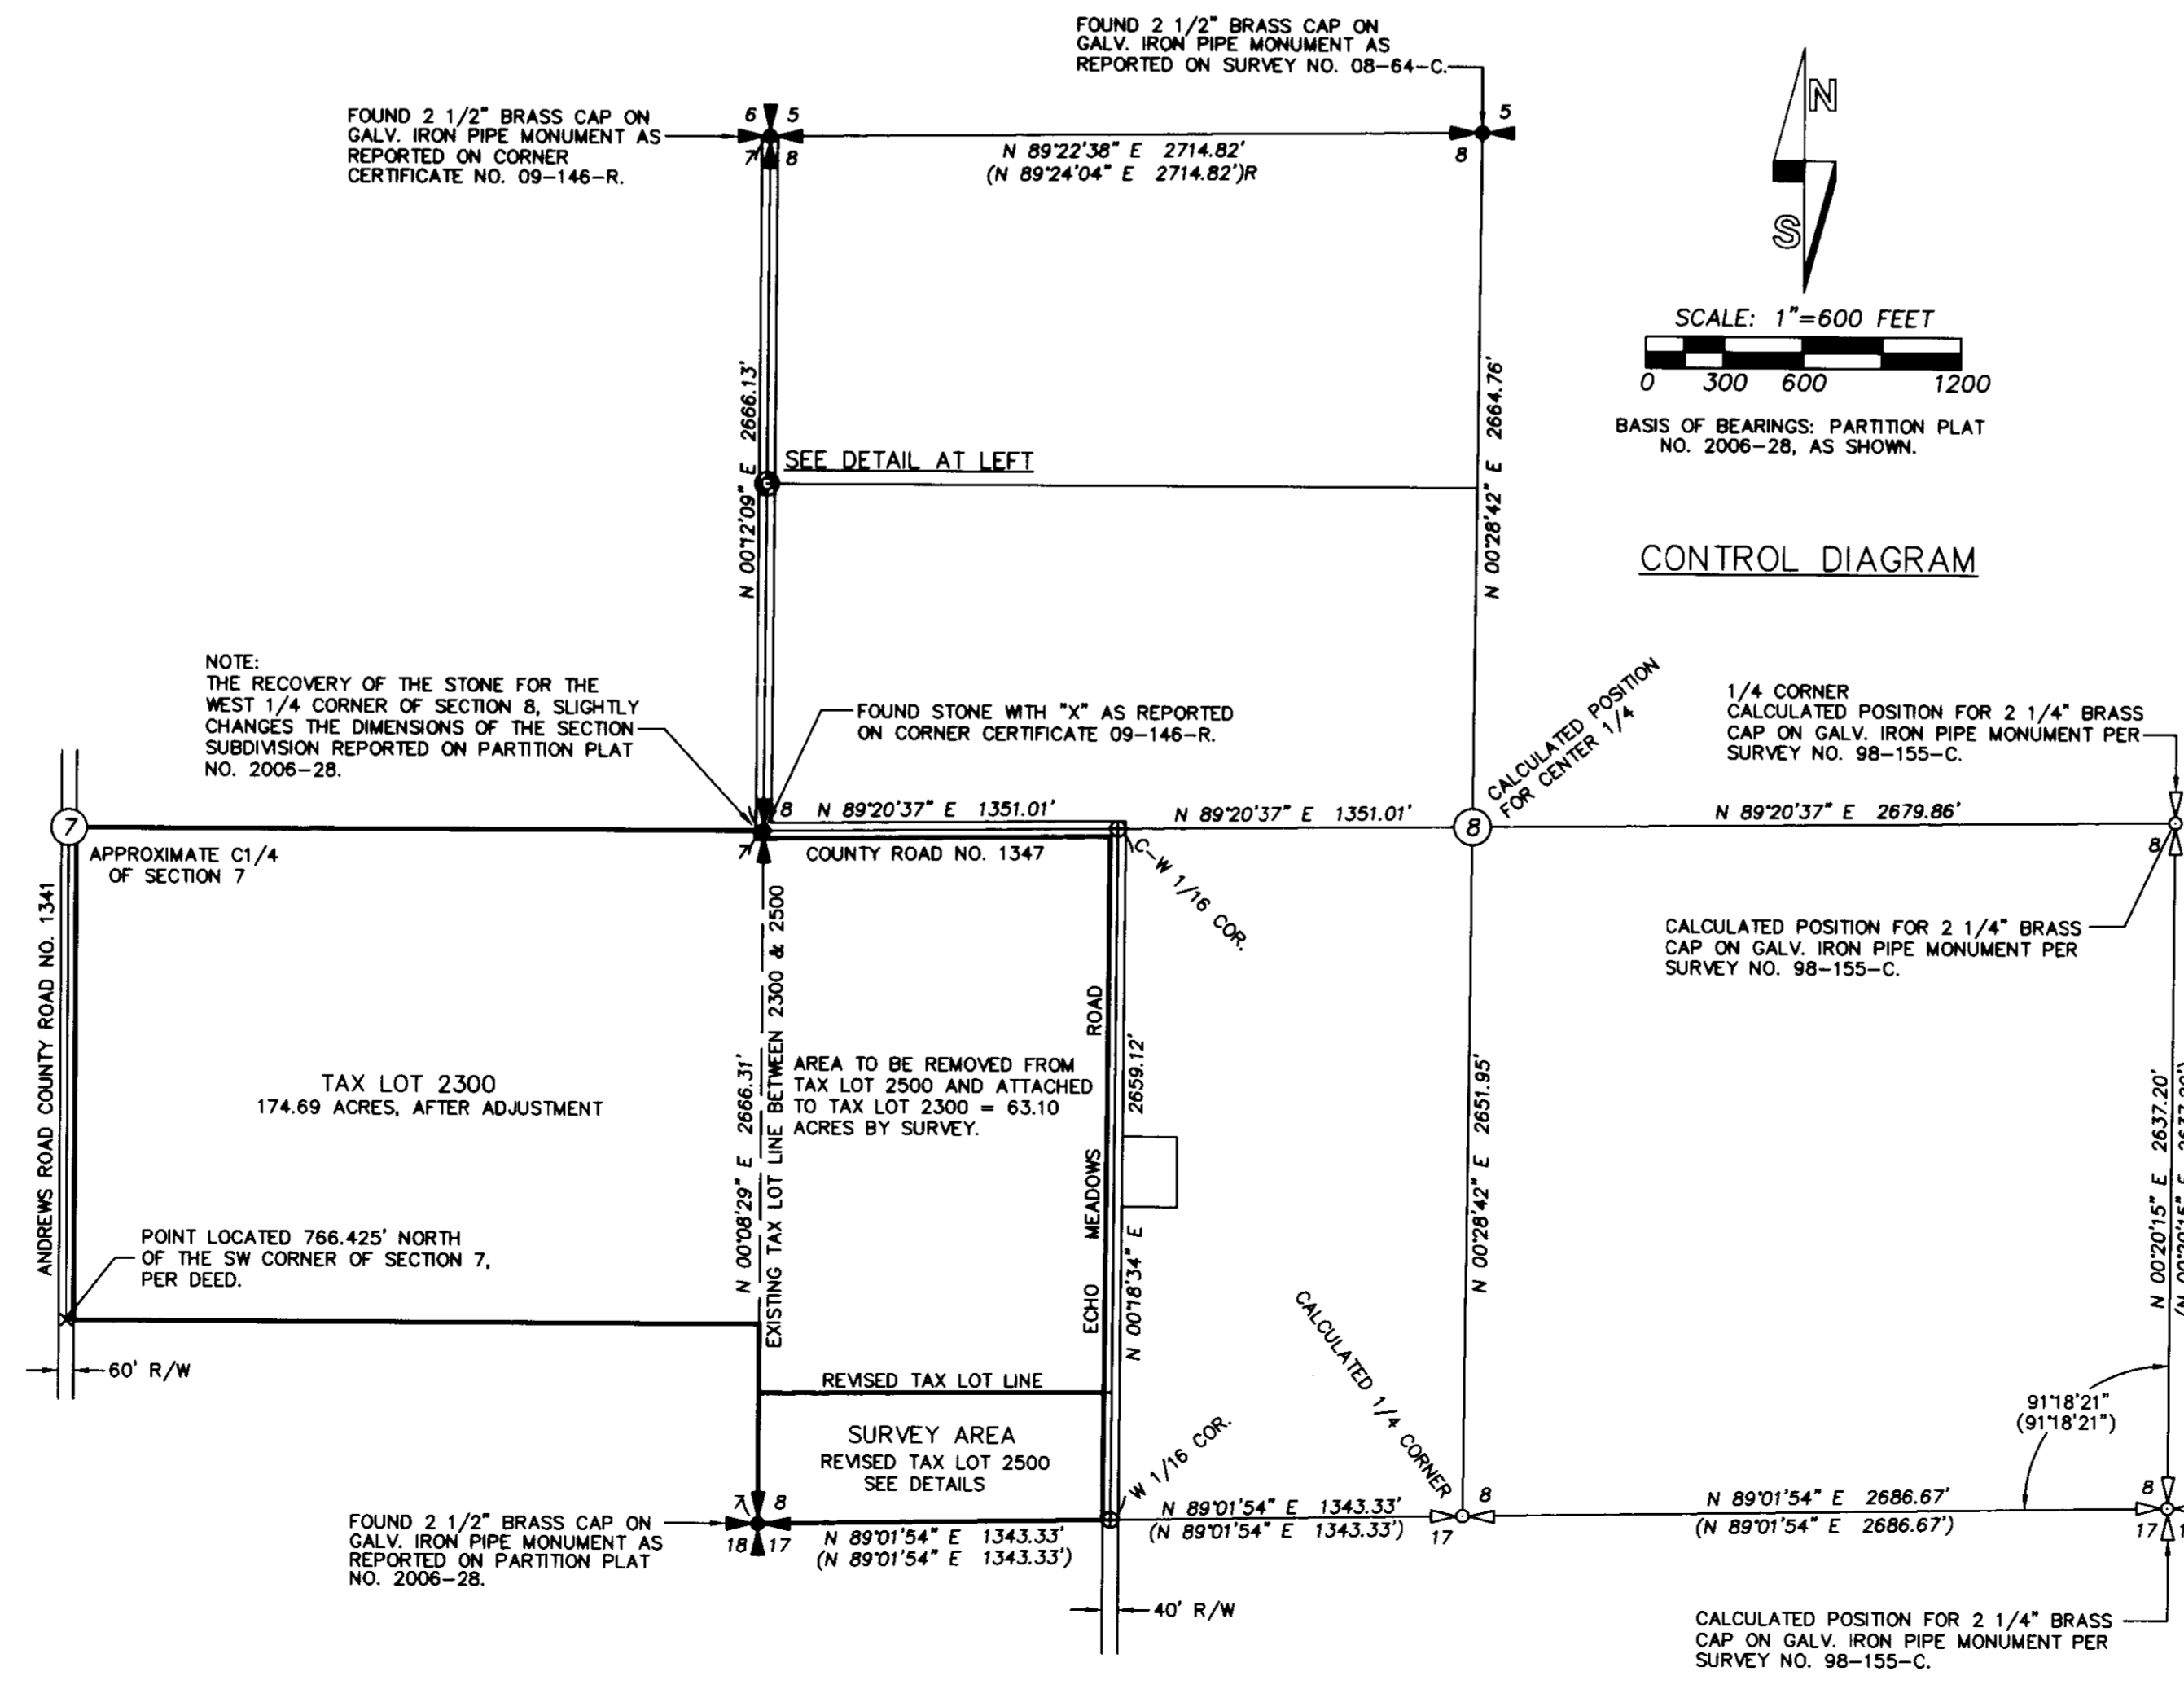 FOUND 2 1/2" BRASS CAP ON
GALV. IRON PIPE MONUMENT AS
REPORTED ON SURVEY NO. 08-64-C.
FOUND 2 1/2" BRASS CAP ON
GALV. IRON PIPE MONUMENT AS
REPORTED ON CORNER
CERTIFICATE NO. 09-146-R.
6 5
7 8
5
8
N 89°22'38" E 2714.82'
(N 89°24'04" E 2714.82')R
N
S
SCALE: 1"=600 FEET
0 300 600 1200
BASIS OF BEARINGS: PARTITION PLAT
NO. 2006-28, AS SHOWN.
CONTROL DIAGRAM
N 00°12'09" E 2666.13'
SEE DETAIL AT LEFT
N 00°28'42" E 2664.76'
NOTE:
THE RECOVERY OF THE STONE FOR THE
WEST 1/4 CORNER OF SECTION 8, SLIGHTLY
CHANGES THE DIMENSIONS OF THE SECTION
SUBDIVISION REPORTED ON PARTITION PLAT
NO. 2006-28.
FOUND STONE WITH "X" AS REPORTED
ON CORNER CERTIFICATE 09-146-R.
CALCULATED POSITION
FOR CENTER 1/4
1/4 CORNER
CALCULATED POSITION FOR 2 1/4" BRASS
CAP ON GALV. IRON PIPE MONUMENT PER
SURVEY NO. 98-155-C.
7
8
7
N 89°20'37" E 1351.01'
N 89°20'37" E 1351.01'
8
N 89°20'37" E 2679.86'
8
COUNTY ROAD NO. 1347
C-W 1/16 COR.
APPROXIMATE C1/4
OF SECTION 7
ANDREWS ROAD COUNTY ROAD NO. 1341
CALCULATED POSITION FOR 2 1/4" BRASS
CAP ON GALV. IRON PIPE MONUMENT PER
SURVEY NO. 98-155-C.
TAX LOT 2300
174.69 ACRES, AFTER ADJUSTMENT
N 00°08'29" E 2666.31'
EXISTING TAX LOT LINE BETWEEN 2300 & 2500
AREA TO BE REMOVED FROM
TAX LOT 2500 AND ATTACHED
TO TAX LOT 2300 = 63.10
ACRES BY SURVEY.
ECHO MEADOWS ROAD
N 00°18'34" E 2659.12'
N 00°28'42" E 2651.95'
N 00°20'15" E 2637.20'
POINT LOCATED 766.425' NORTH
OF THE SW CORNER OF SECTION 7,
PER DEED.
60' R/W
REVISED TAX LOT LINE
SURVEY AREA
REVISED TAX LOT 2500
SEE DETAILS
CALCULATED 1/4 CORNER
W 1/16 COR.
91°18'21"
(91°18'21")
7 8
18 17
FOUND 2 1/2" BRASS CAP ON
GALV. IRON PIPE MONUMENT AS
REPORTED ON PARTITION PLAT
NO. 2006-28.
N 89°01'54" E 1343.33'
(N 89°01'54" E 1343.33')
N 89°01'54" E 1343.33'
(N 89°01'54" E 1343.33')
8
17
N 89°01'54" E 2686.67'
(N 89°01'54" E 2686.67')
8
17
40' R/W
CALCULATED POSITION FOR 2 1/4" BRASS
CAP ON GALV. IRON PIPE MONUMENT PER
SURVEY NO. 98-155-C.